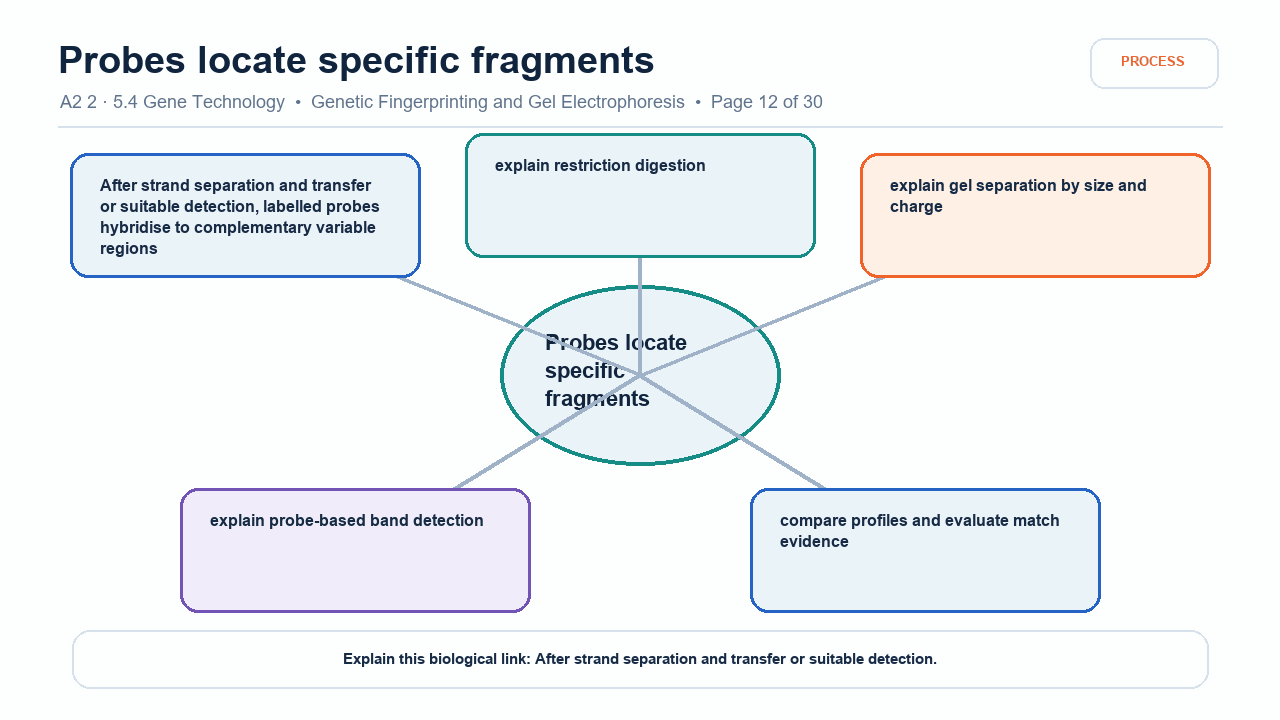 Probes locate specific fragments
PROCESS
A2 2 · 5.4 Gene Technology • Genetic Fingerprinting and Gel Electrophoresis • Page 12 of 30
After strand separation and transfer
or suitable detection, labelled probes
hybridise to complementary variable
regions
explain restriction digestion
explain gel separation by size and
charge
Probes locate
specific
fragments
explain probe-based band detection
compare profiles and evaluate match
evidence
Explain this biological link: After strand separation and transfer or suitable detection.